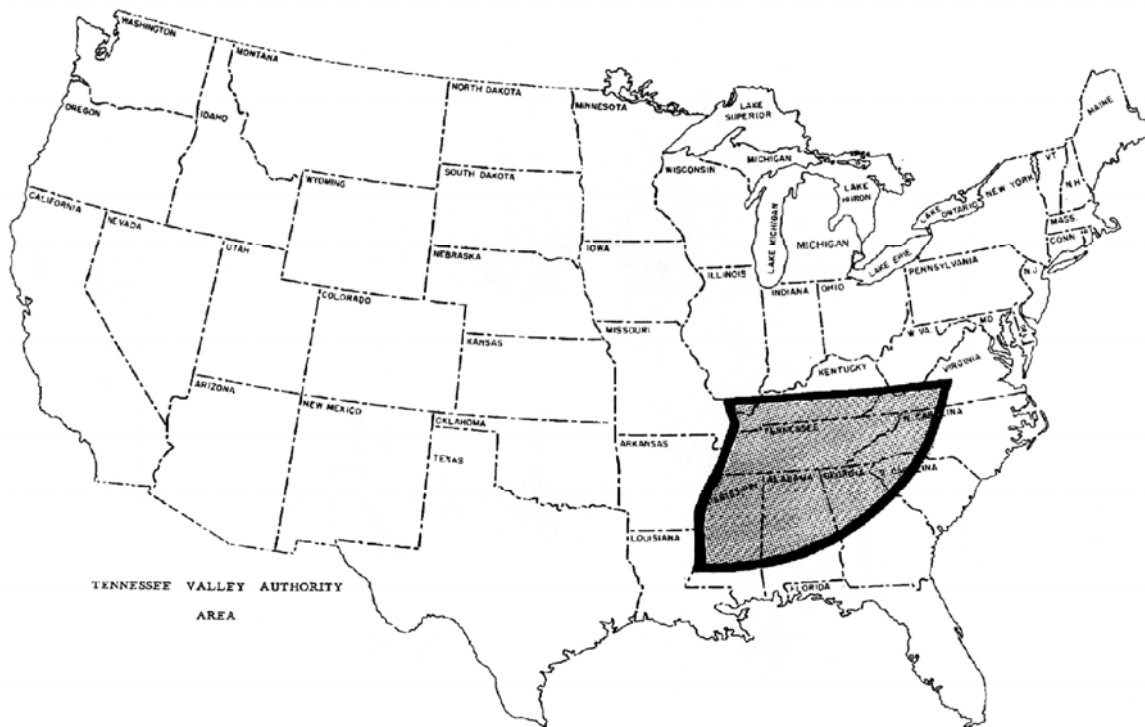 WASHINGTON
MONTANA
NORTH DAKOTA
MINNESOTA
LAKE SUPERIOR
MAINE
OREGON
IDAHO
WISCONSIN
MICHIGAN
VT.
N.H.
NEW YORK
SOUTH DAKOTA
WYOMING
LAKE HURON
LAKE ONTARIO
MASS.
CALIFORNIA
NEVADA
UTAH
NEBRASKA
IOWA
LAKE MICHIGAN
MICHIGAN
LAKE ERIE
CONN
ILLINOIS
INDIANA
OHIO
PENNSYLVANIA
N.J.
COLORADO
KANSAS
MISSOURI
W. VA.
MD.
KENTUCKY
VIRGINIA
ARIZONA
NEW MEXICO
OKLAHOMA
TEXAS
ARKANSAS
TENNESSEE
N. CAROLINA
ALABAMA
GEORGIA
S. CAROLINA
LOUISIANA
FLORIDA
TENNESSEE VALLEY AUTHORITY
AREA